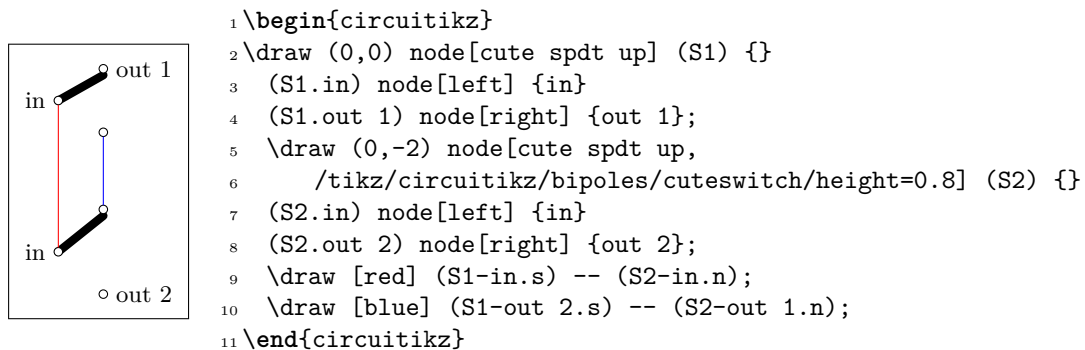 out 1
in
in
out 2
1 \begin{circuitikz}
2 \draw (0,0) node[cute spdt up] (S1) {}
3   (S1.in) node[left] {in}
4   (S1.out 1) node[right] {out 1};
5   \draw (0,-2) node[cute spdt up,
6      /tikz/circuitikz/bipoles/cuteswitch/height=0.8] (S2) {}
7   (S2.in) node[left] {in}
8   (S2.out 2) node[right] {out 2};
9   \draw [red] (S1-in.s) -- (S2-in.n);
10   \draw [blue] (S1-out 2.s) -- (S2-out 1.n);
11 \end{circuitikz}